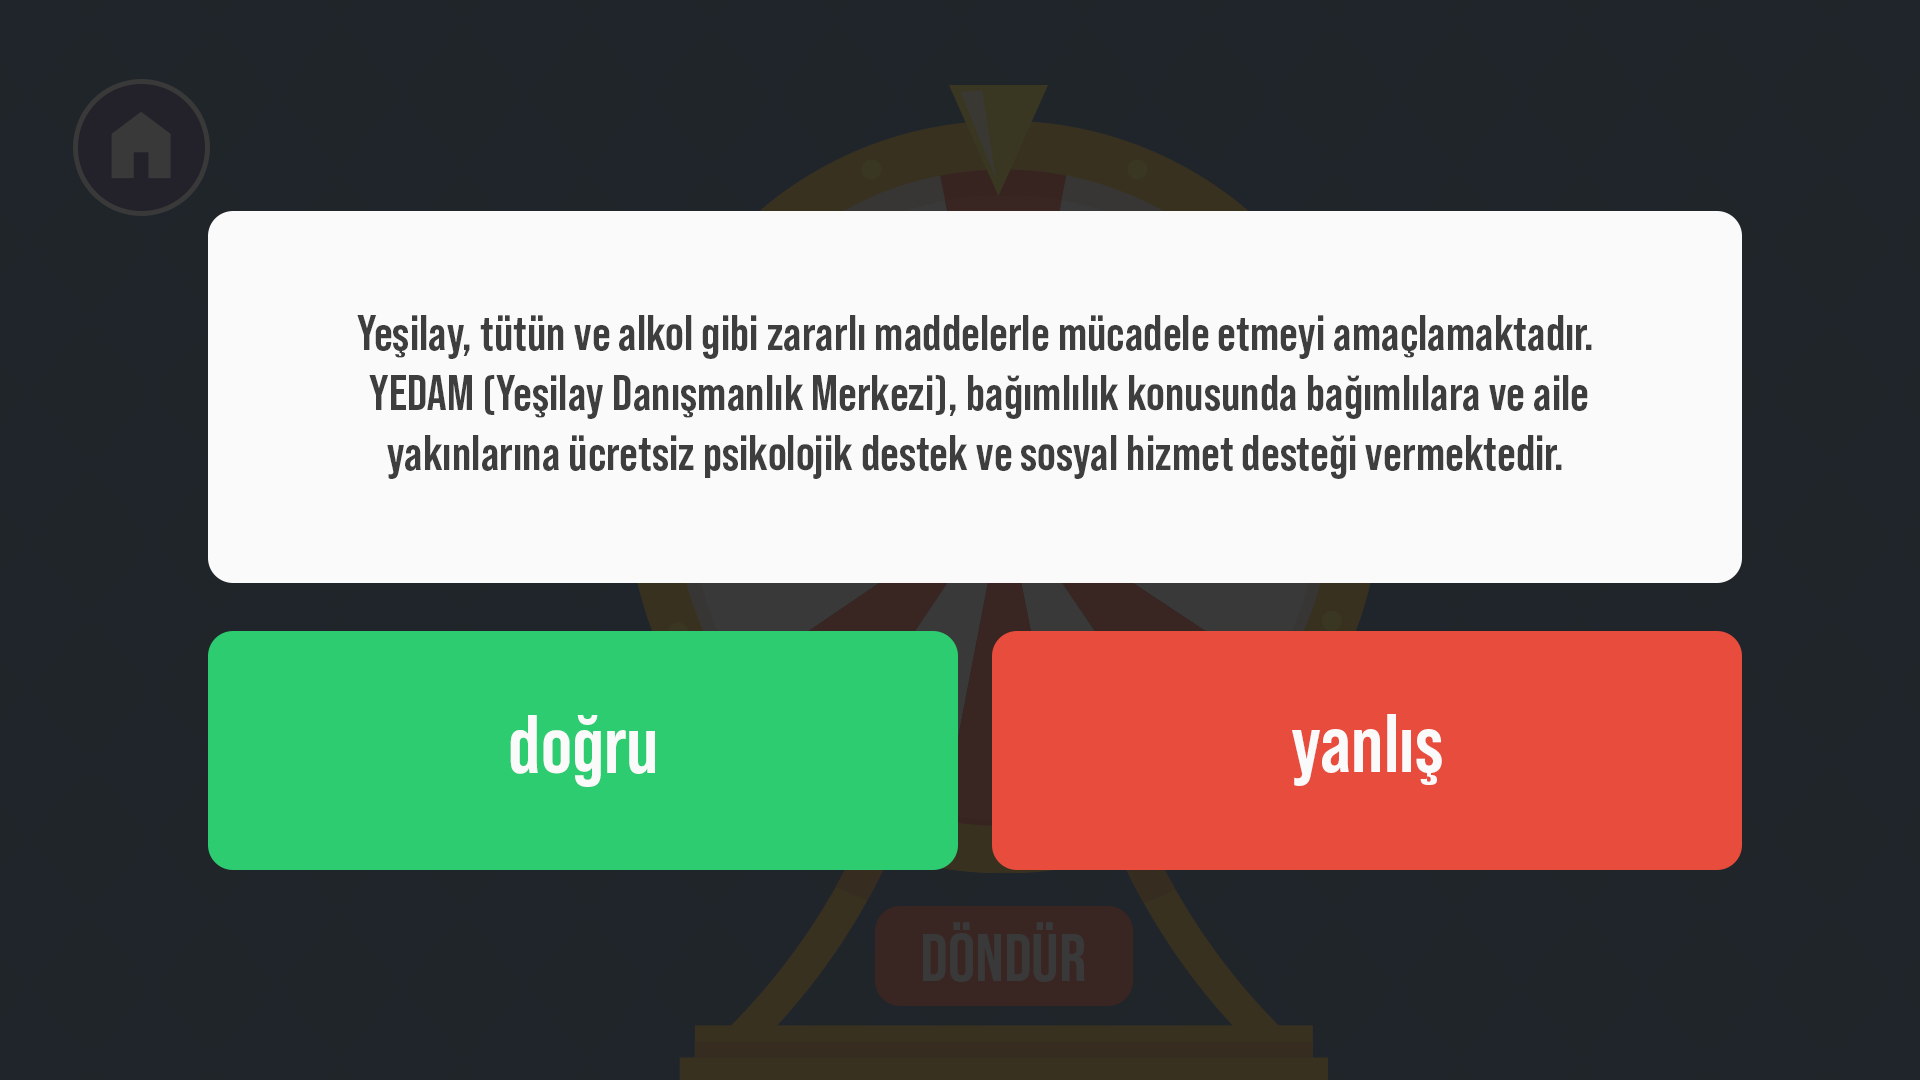 Yeşilay, tütün ve alkol gibi zararlı maddelerle mücadele etmeyi amaçlamaktadır.
YEDAM (Yeşilay Danışmanlık Merkezi), bağımlılık konusunda bağımlılara ve aile
yakınlarına ücretsiz psikolojik destek ve sosyal hizmet desteği vermektedir.
doğru
yanlış
DÖNDÜR